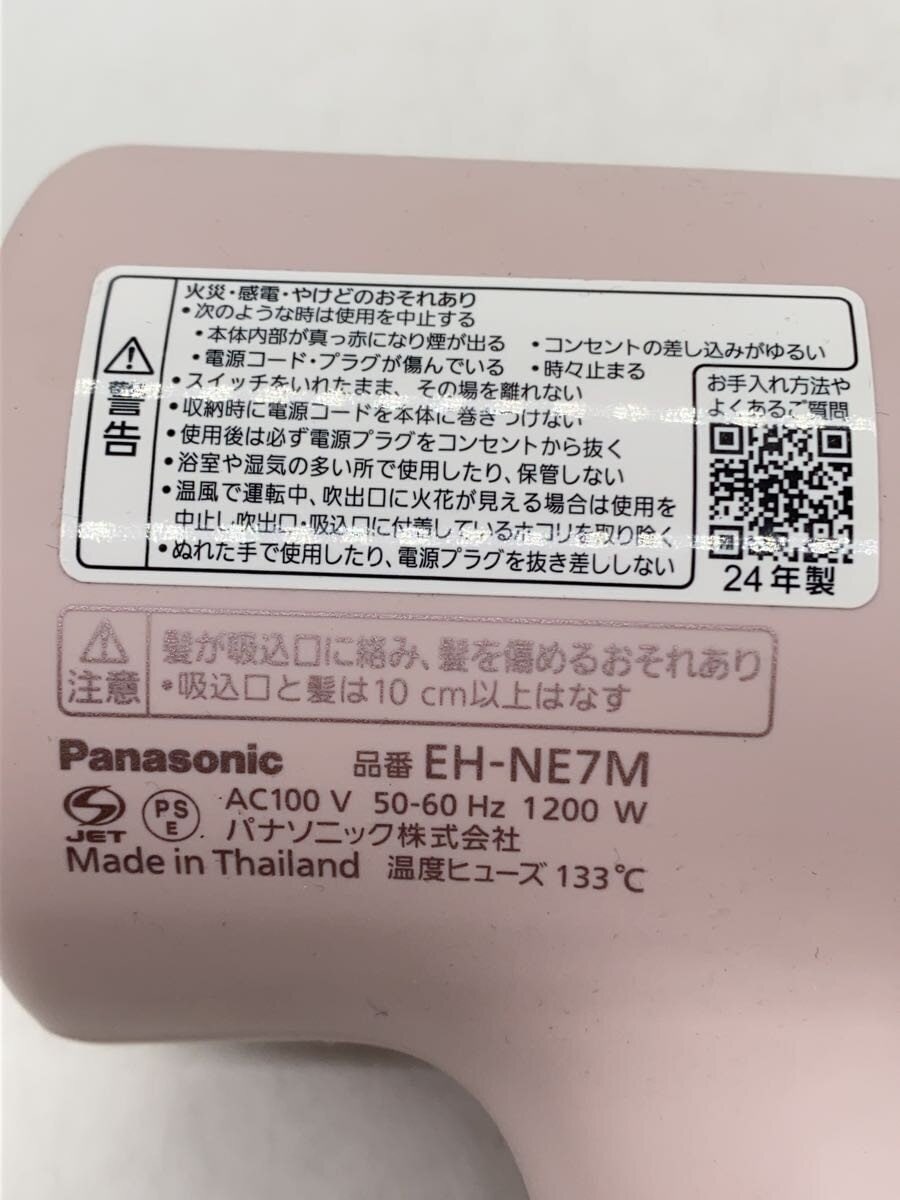 警告
火災・感電・やけどのおそれあり
・次のような時は使用を中止する
・本体内部が真っ赤になり煙が出る ・コンセントの差し込みがゆるい
・電源コード・プラグが傷んでいる ・時々止まる
・スイッチをいれたまま、その場を離れない
・収納時に電源コードを本体に巻きつけない
・使用後は必ず電源プラグをコンセントから抜く
・浴室や湿気の多い所で使用したり、保管しない
・温風で運転中、吹出口に火花が見える場合は使用を
中止し吹出口・吸込口に付着しているホコリを取り除く
・ぬれた手で使用したり、電源プラグを抜き差ししない
お手入れ方法や
よくあるご質問
24年製
注意
髪が吸込口に絡み、髪を傷めるおそれあり
・吸込口と髪は10 cm以上はなす
Panasonic 品番 EH-NE7M
JET PS E AC100 V 50-60 Hz 1200 W
パナソニック株式会社
Made in Thailand 温度ヒューズ 133℃